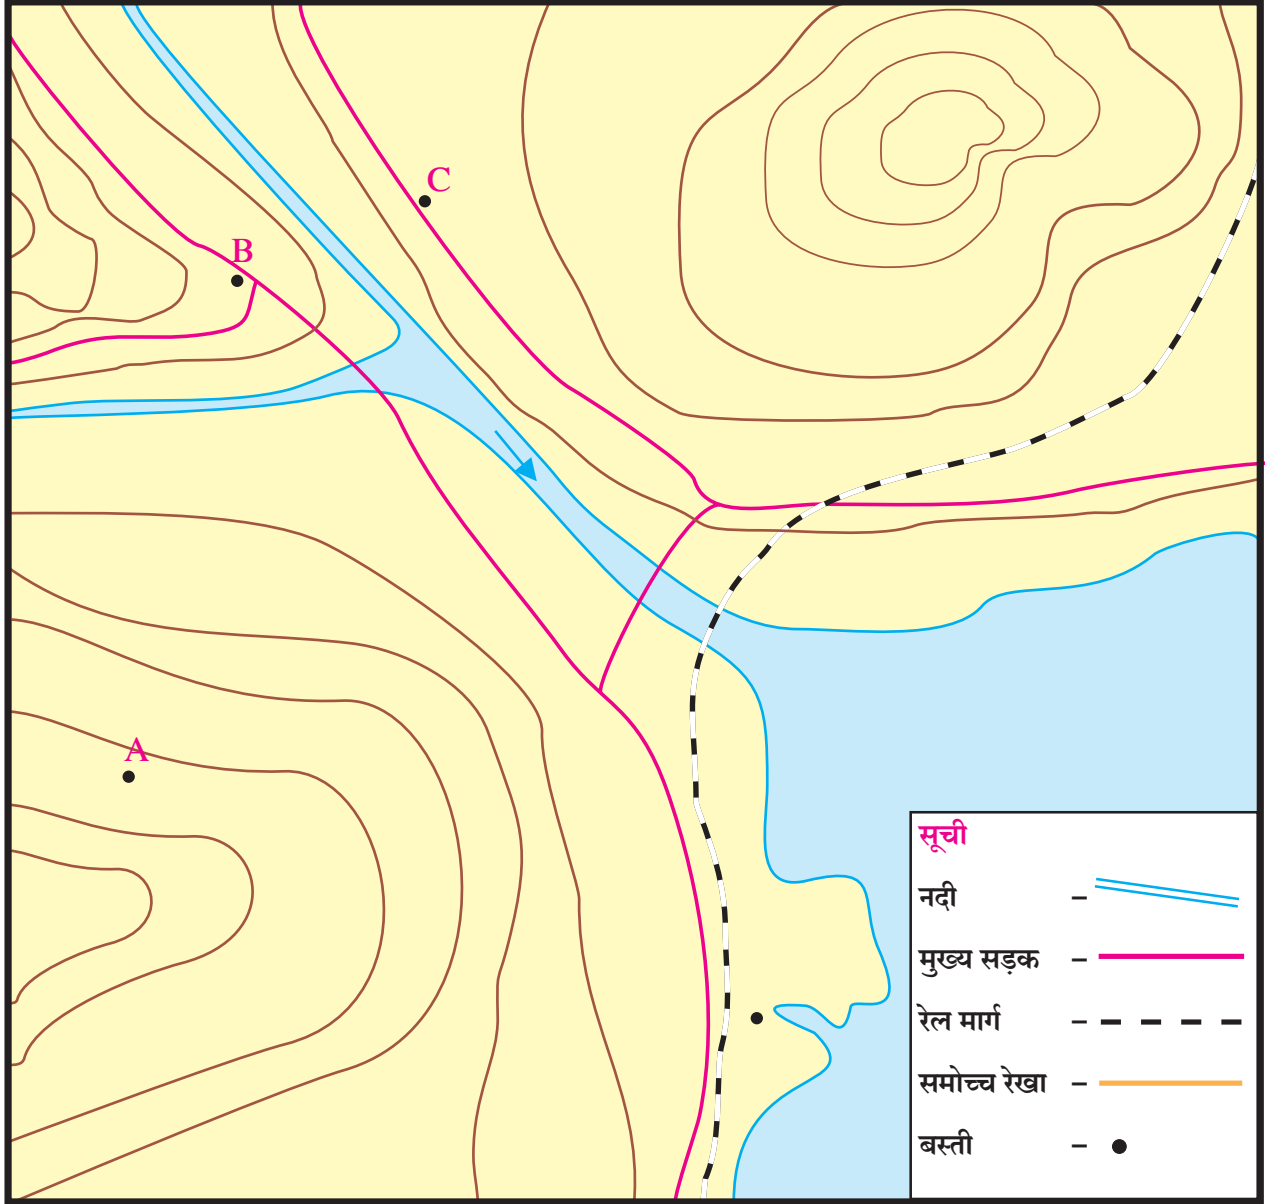 C
B
A
सूची
नदी –
मुख्य सड़क –
रेल मार्ग –
समोच्च रेखा –
बस्ती –